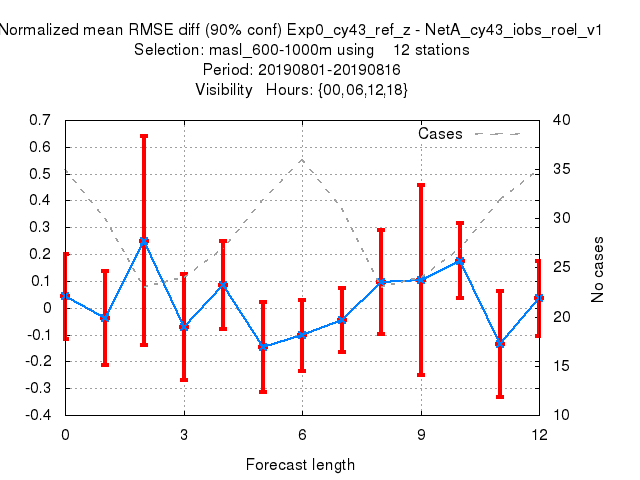 Normalized mean RMSE diff (90% conf) Exp0_cy43_ref_z - NetA_cy43_iobs_roel_v1
Selection: masl_600-1000m using    12 stations
Period: 20190801-20190816
Visibility   Hours: {00,06,12,18}
Cases
0.7
0.6
0.5
0.4
0.3
0.2
0.1
0
-0.1
-0.2
-0.3
-0.4
40
35
30
25
20
15
10
No cases
0 3 6 9 12
Forecast length